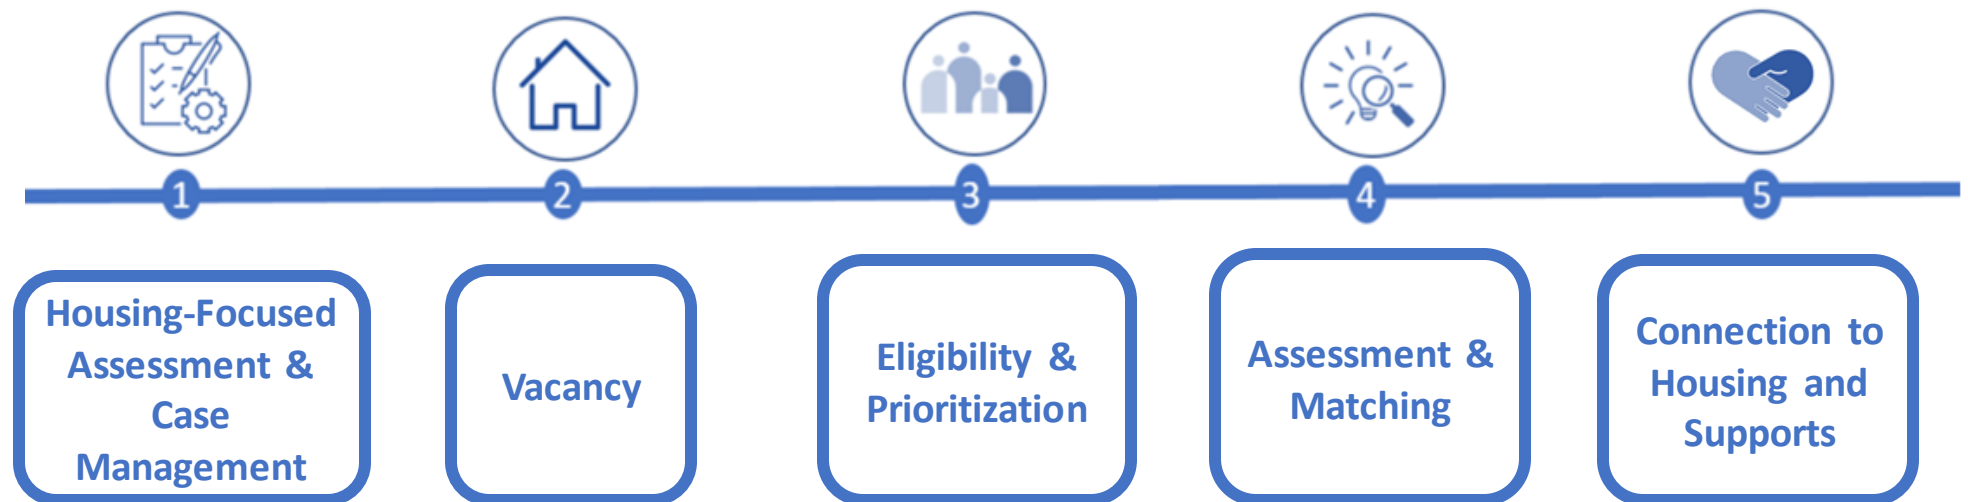 1
2
3
4
5
Housing-Focused
Assessment &
Case
Management
Vacancy
Eligibility &
Prioritization
Assessment &
Matching
Connection to
Housing and
Supports